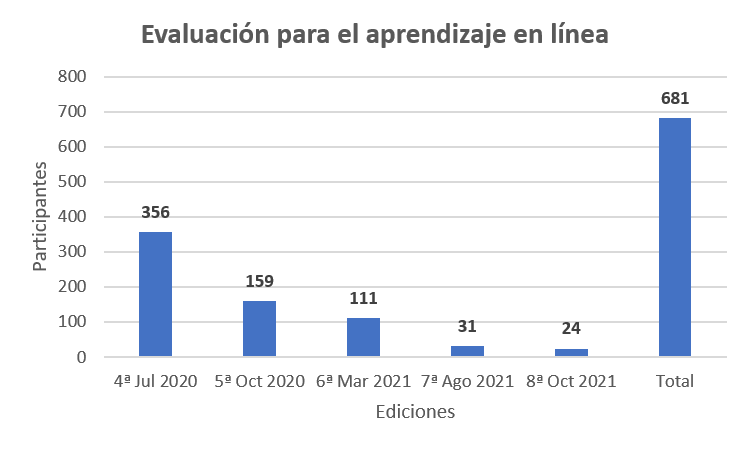 Evaluación para el aprendizaje en línea
Participantes
800
700
600
500
400
300
200
100
0
356
159
111
31
24
681
4ª Jul 2020
5ª Oct 2020
6ª Mar 2021
7ª Ago 2021
8ª Oct 2021
Total
Ediciones